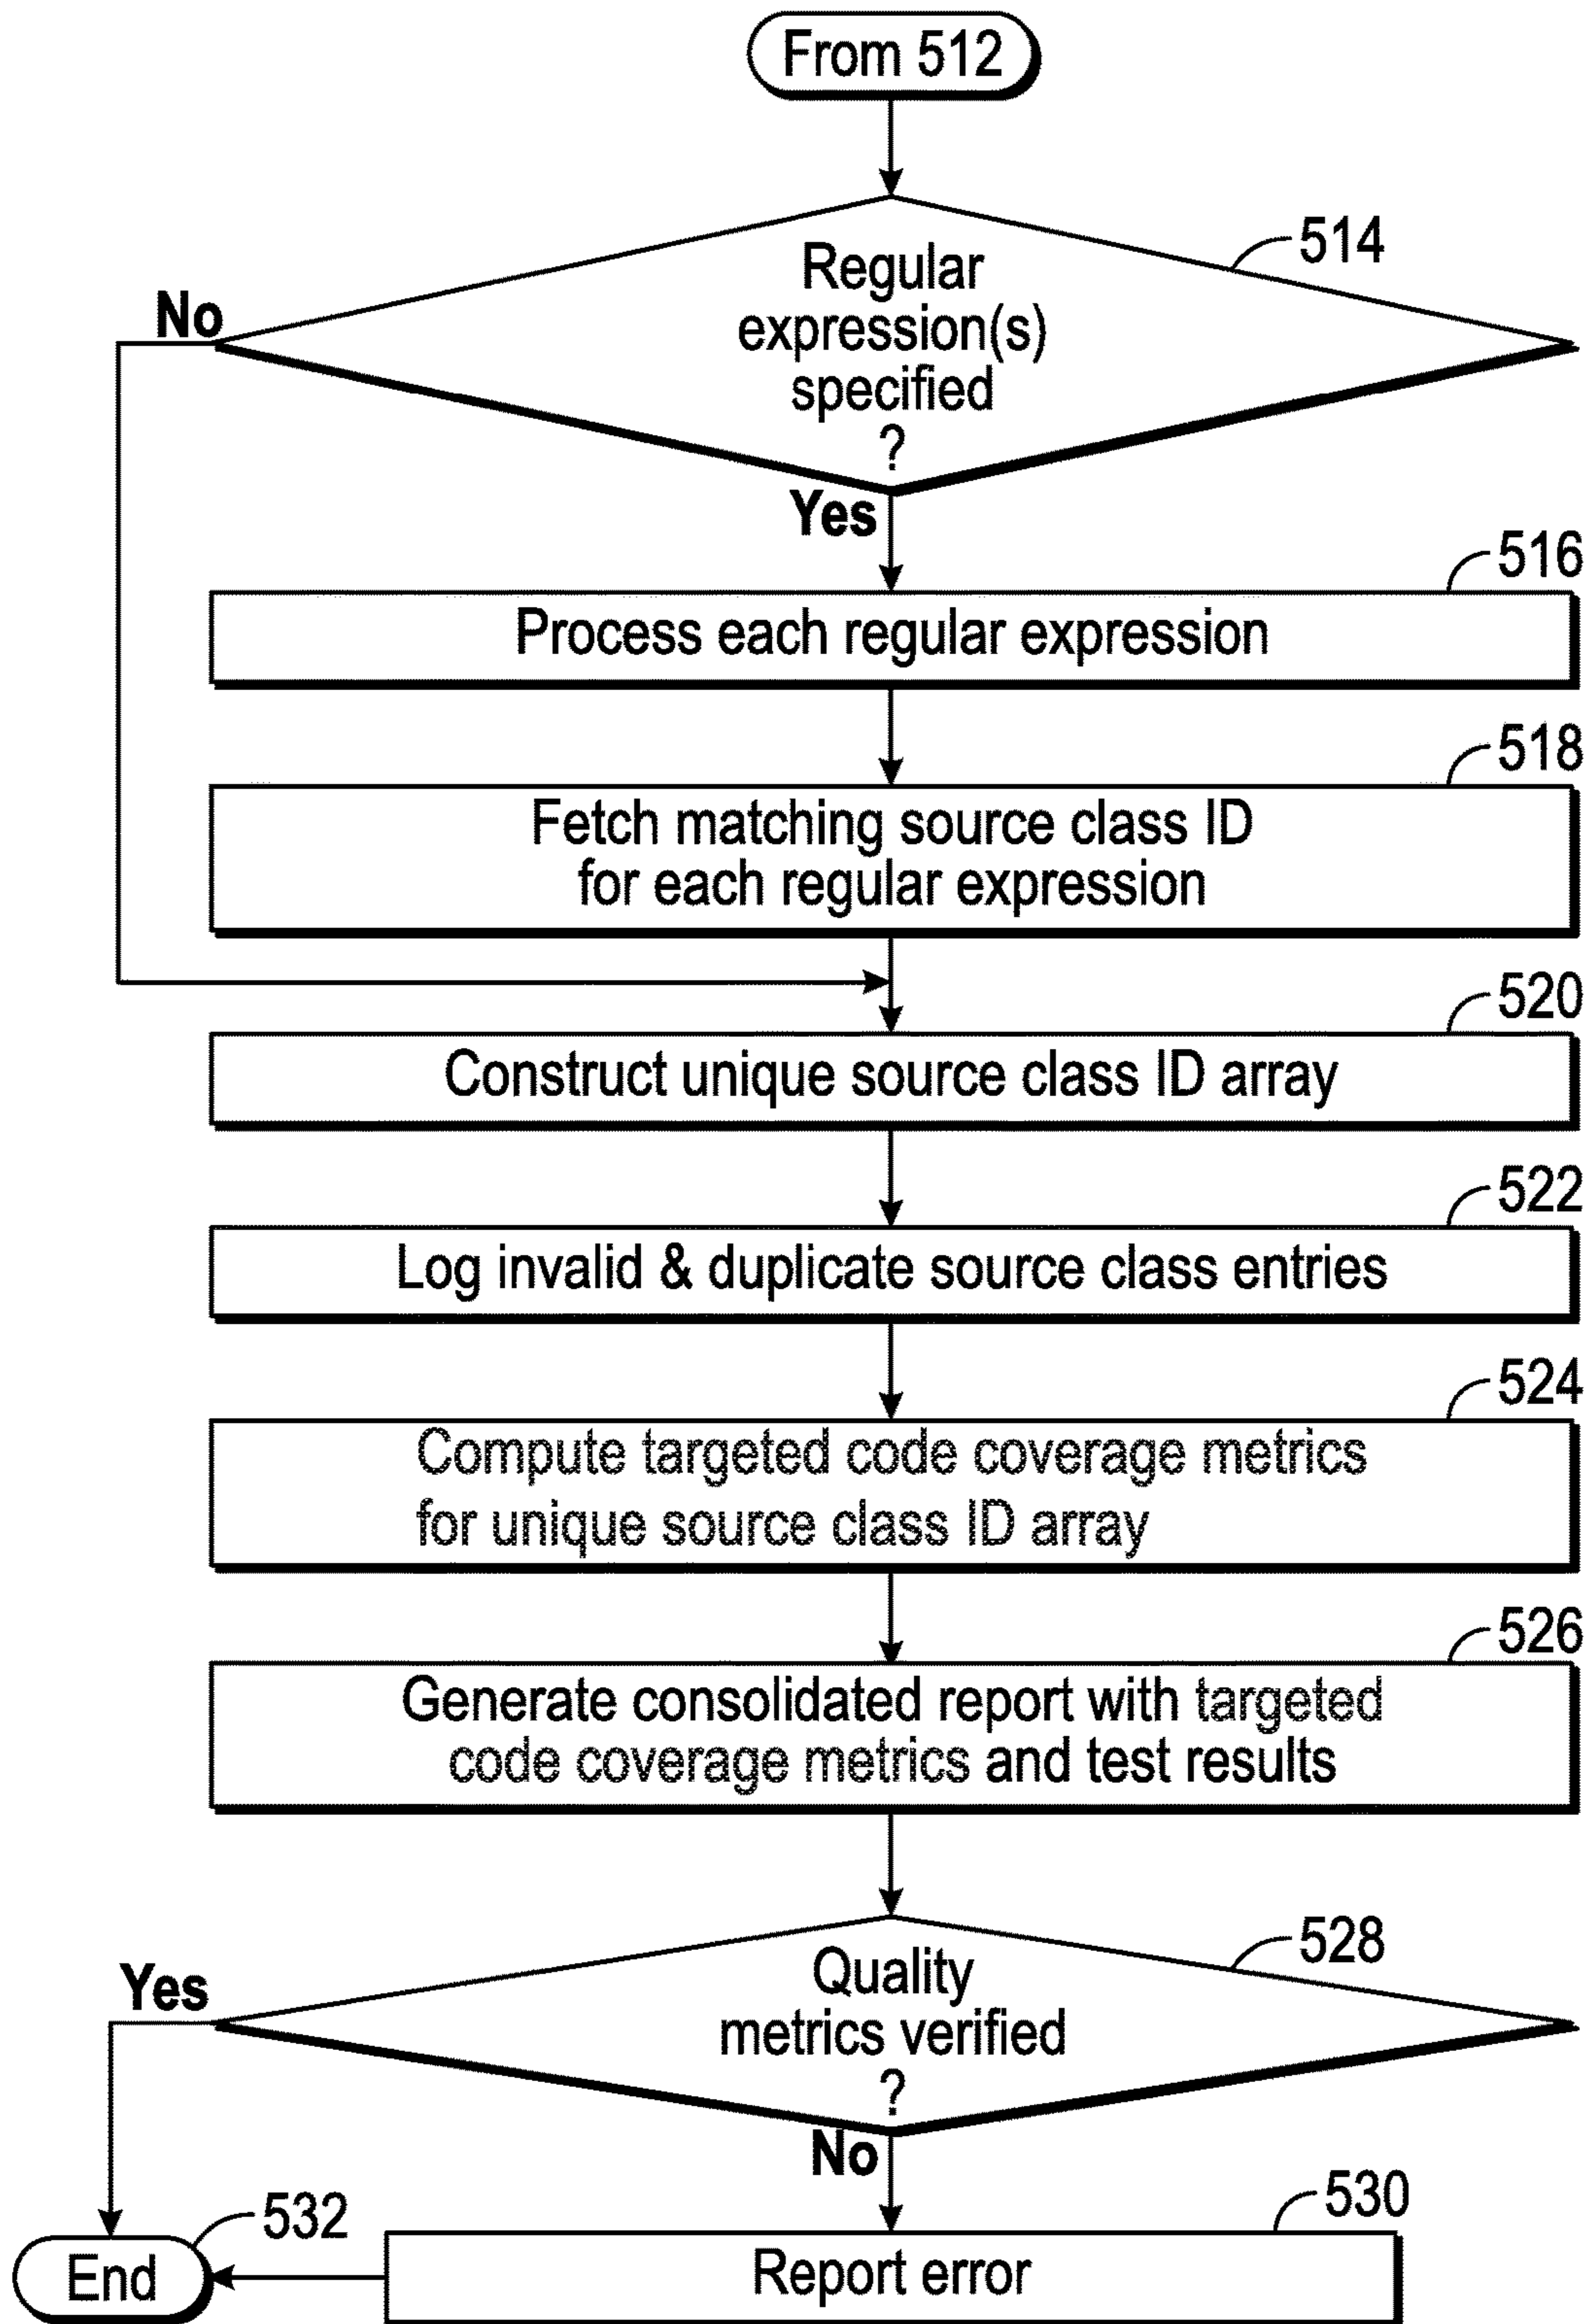 From 512
514
Regular
expression(s)
specified
?
No
Yes
516
Process each regular expression
518
Fetch matching source class ID
for each regular expression
520
Construct unique source class ID array
522
Log invalid & duplicate source class entries
524
Compute targeted code coverage metrics
for unique source class ID array
526
Generate consolidated report with targeted
code coverage metrics and test results
528
Quality
metrics verified
?
Yes
No
530
Report error
532
End